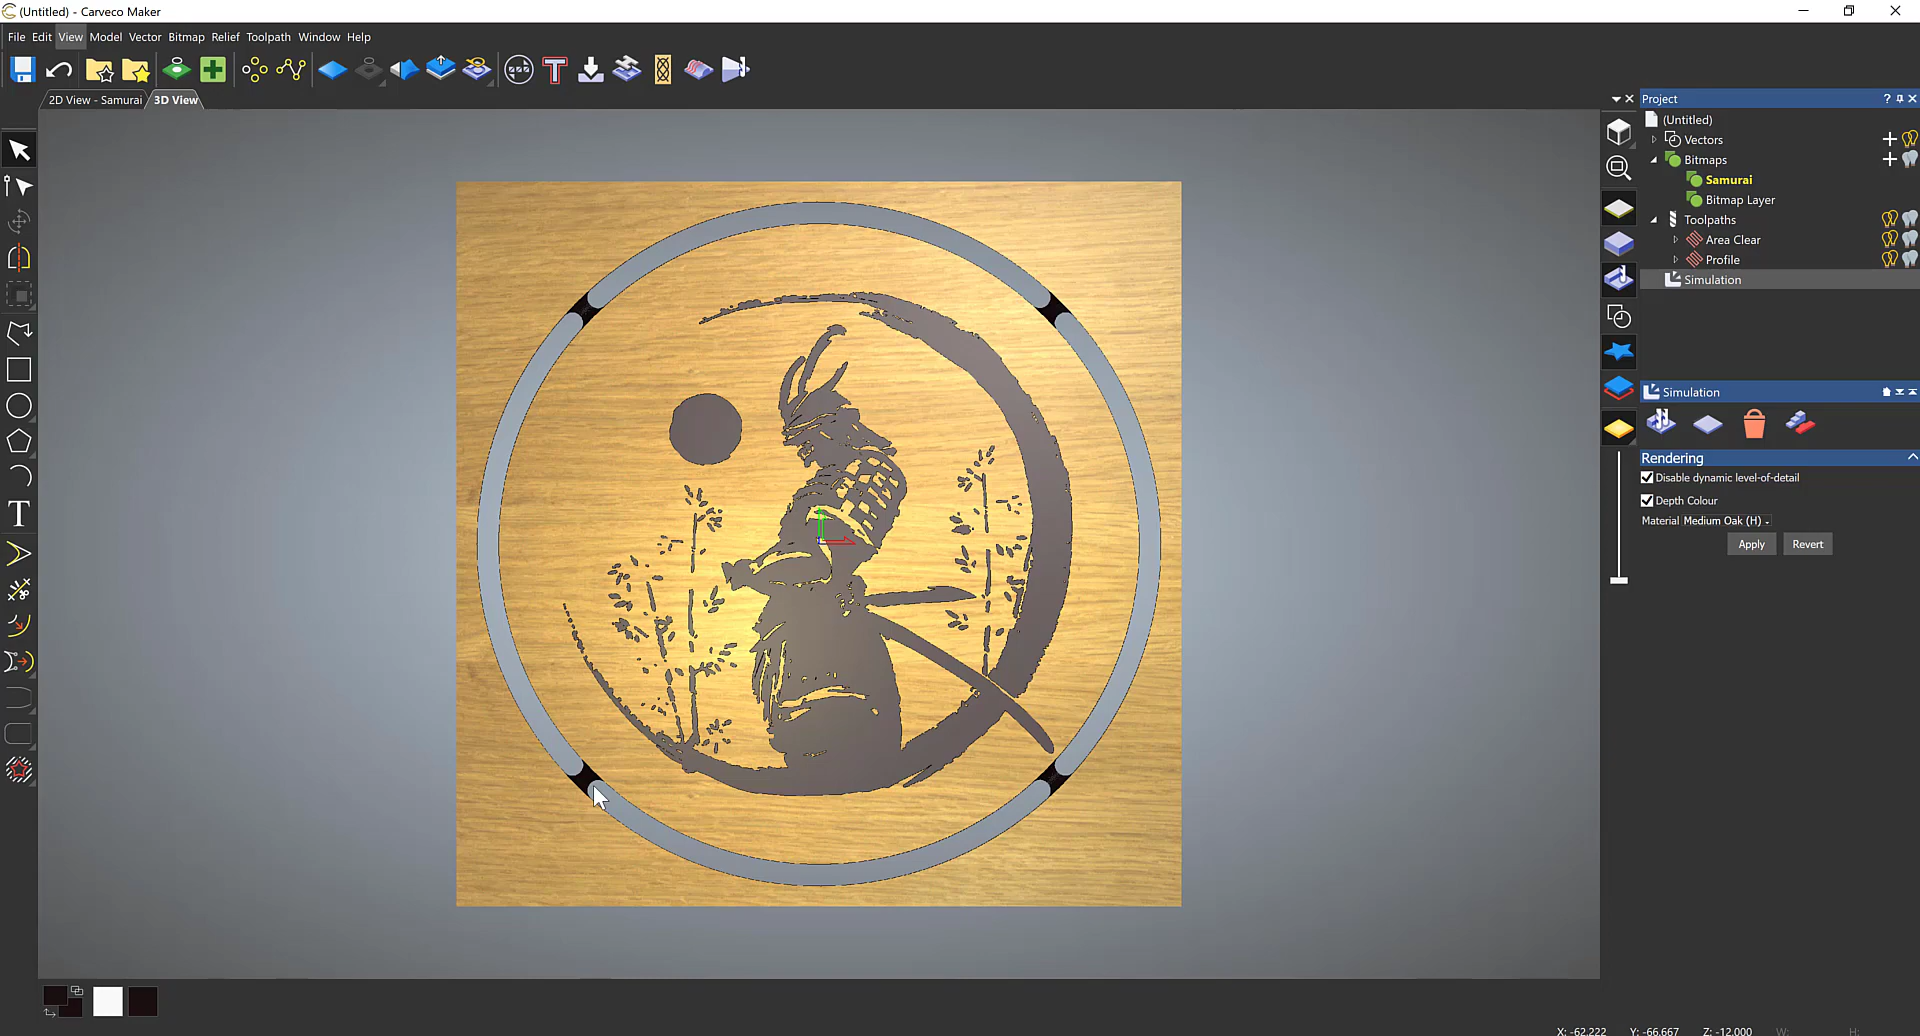 (Untitled) - Carveco Maker
File Edit View Model Vector Bitmap Relief Toolpath Window Help
2D View - Samurai 3D View
Project
(Untitled)
Vectors
Bitmaps
Samurai
Bitmap Layer
Toolpaths
Area Clear
Profile
Simulation
Simulation
Rendering
Disable dynamic level-of-detail
Depth Colour
Material Medium Oak (H)
Apply Revert
X: -62.222 Y: -66.667 Z: -12.000 W: H: